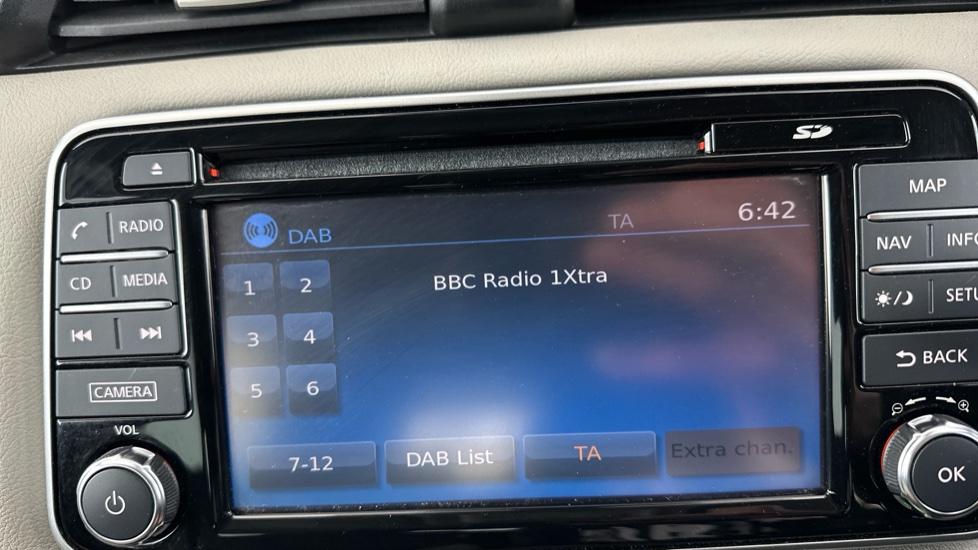 SD
MAP
RADIO
NAV
CD MEDIA
CAMERA
BACK
VOL
OK
DAB
TA
6:42
BBC Radio 1Xtra
1 2
3 4
5 6
7-12
DAB List
TA
Extra chan.